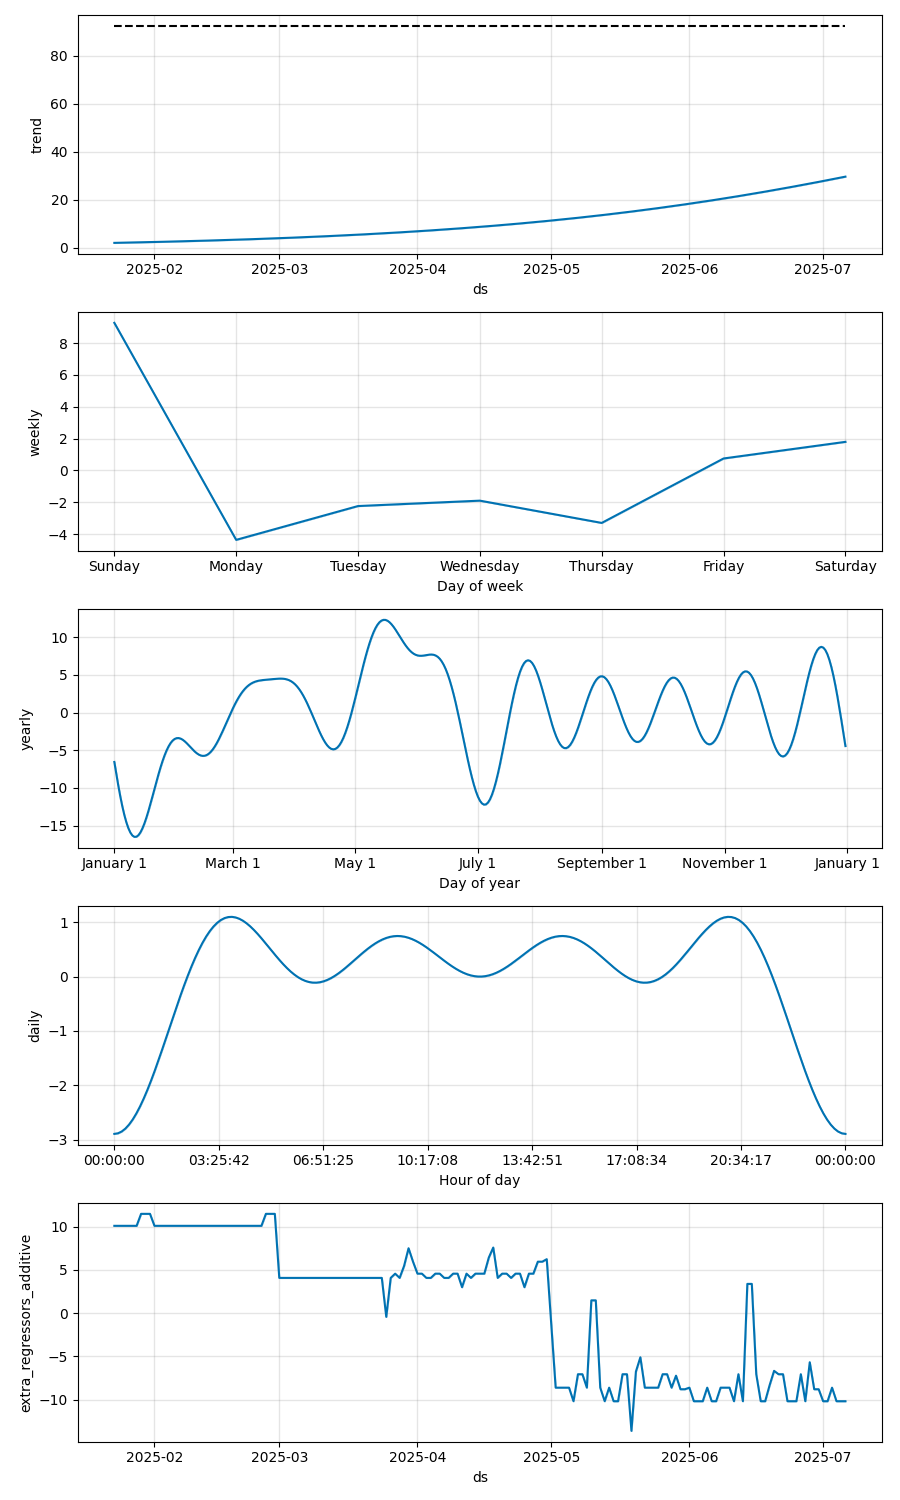 80
60
40
20
0
trend
2025-02 2025-03 2025-04 2025-05 2025-06 2025-07
ds
8
6
4
2
0
−2
−4
weekly
Sunday Monday Tuesday Wednesday Thursday Friday Saturday
Day of week
10
5
0
−5
−10
−15
yearly
January 1 March 1 May 1 July 1 September 1 November 1 January 1
Day of year
1
0
−1
−2
−3
daily
00:00:00 03:25:42 06:51:25 10:17:08 13:42:51 17:08:34 20:34:17 00:00:00
Hour of day
10
5
0
−5
−10
extra_regressors_additive
2025-02 2025-03 2025-04 2025-05 2025-06 2025-07
ds